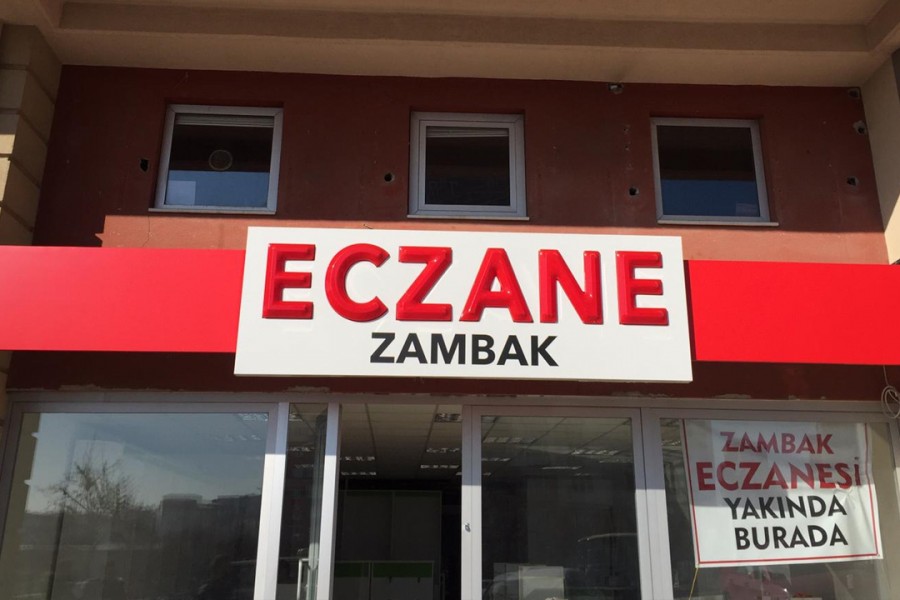 ECZANE
ZAMBAK
ZAMBAK
ECZANESİ
YAKINDA
BURADA